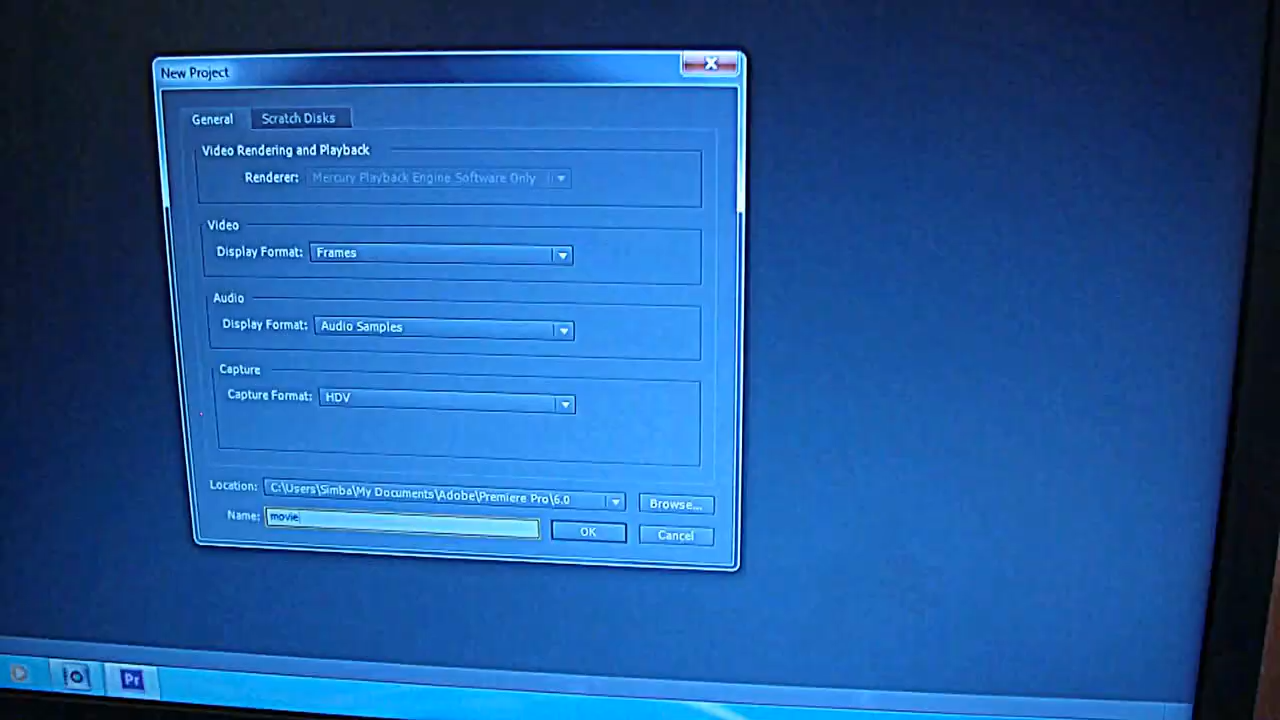 New Project
General
Scratch Disks
Video Rendering and Playback
Renderer: Mercury Playback Engine Software Only
Video
Display Format: Frames
Audio
Display Format: Audio Samples
Capture
Capture Format: HDV
Location: C:\Users\Simba\My Documents\Adobe\Premiere Pro\6.0
Browse...
Name: movie
OK
Cancel
Pr